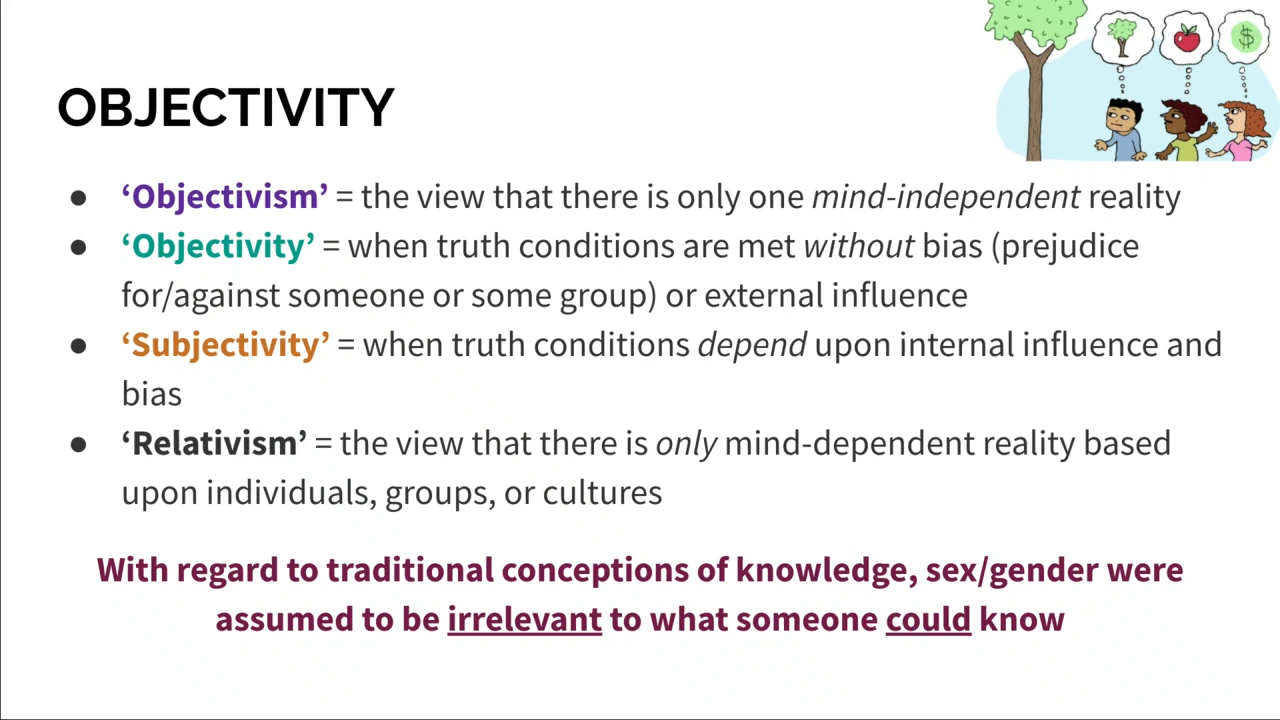 OBJECTIVITY
$
● ‘Objectivism’ = the view that there is only one mind-independent reality
● ‘Objectivity’ = when truth conditions are met without bias (prejudice
for/against someone or some group) or external influence
● ‘Subjectivity’ = when truth conditions depend upon internal influence and
bias
● ‘Relativism’ = the view that there is only mind-dependent reality based
upon individuals, groups, or cultures
With regard to traditional conceptions of knowledge, sex/gender were
assumed to be irrelevant to what someone could know